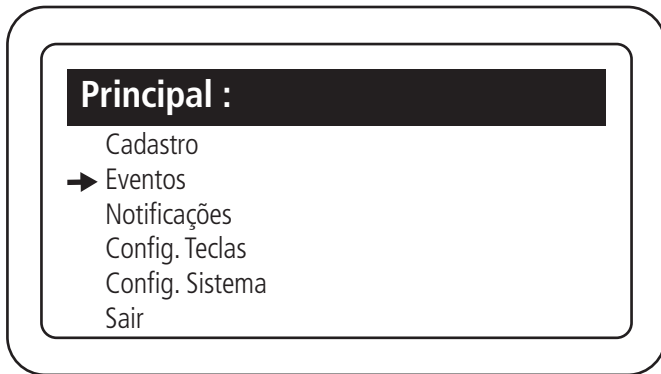 Principal :
Cadastro
Eventos
Notificações
Config. Teclas
Config. Sistema
Sair